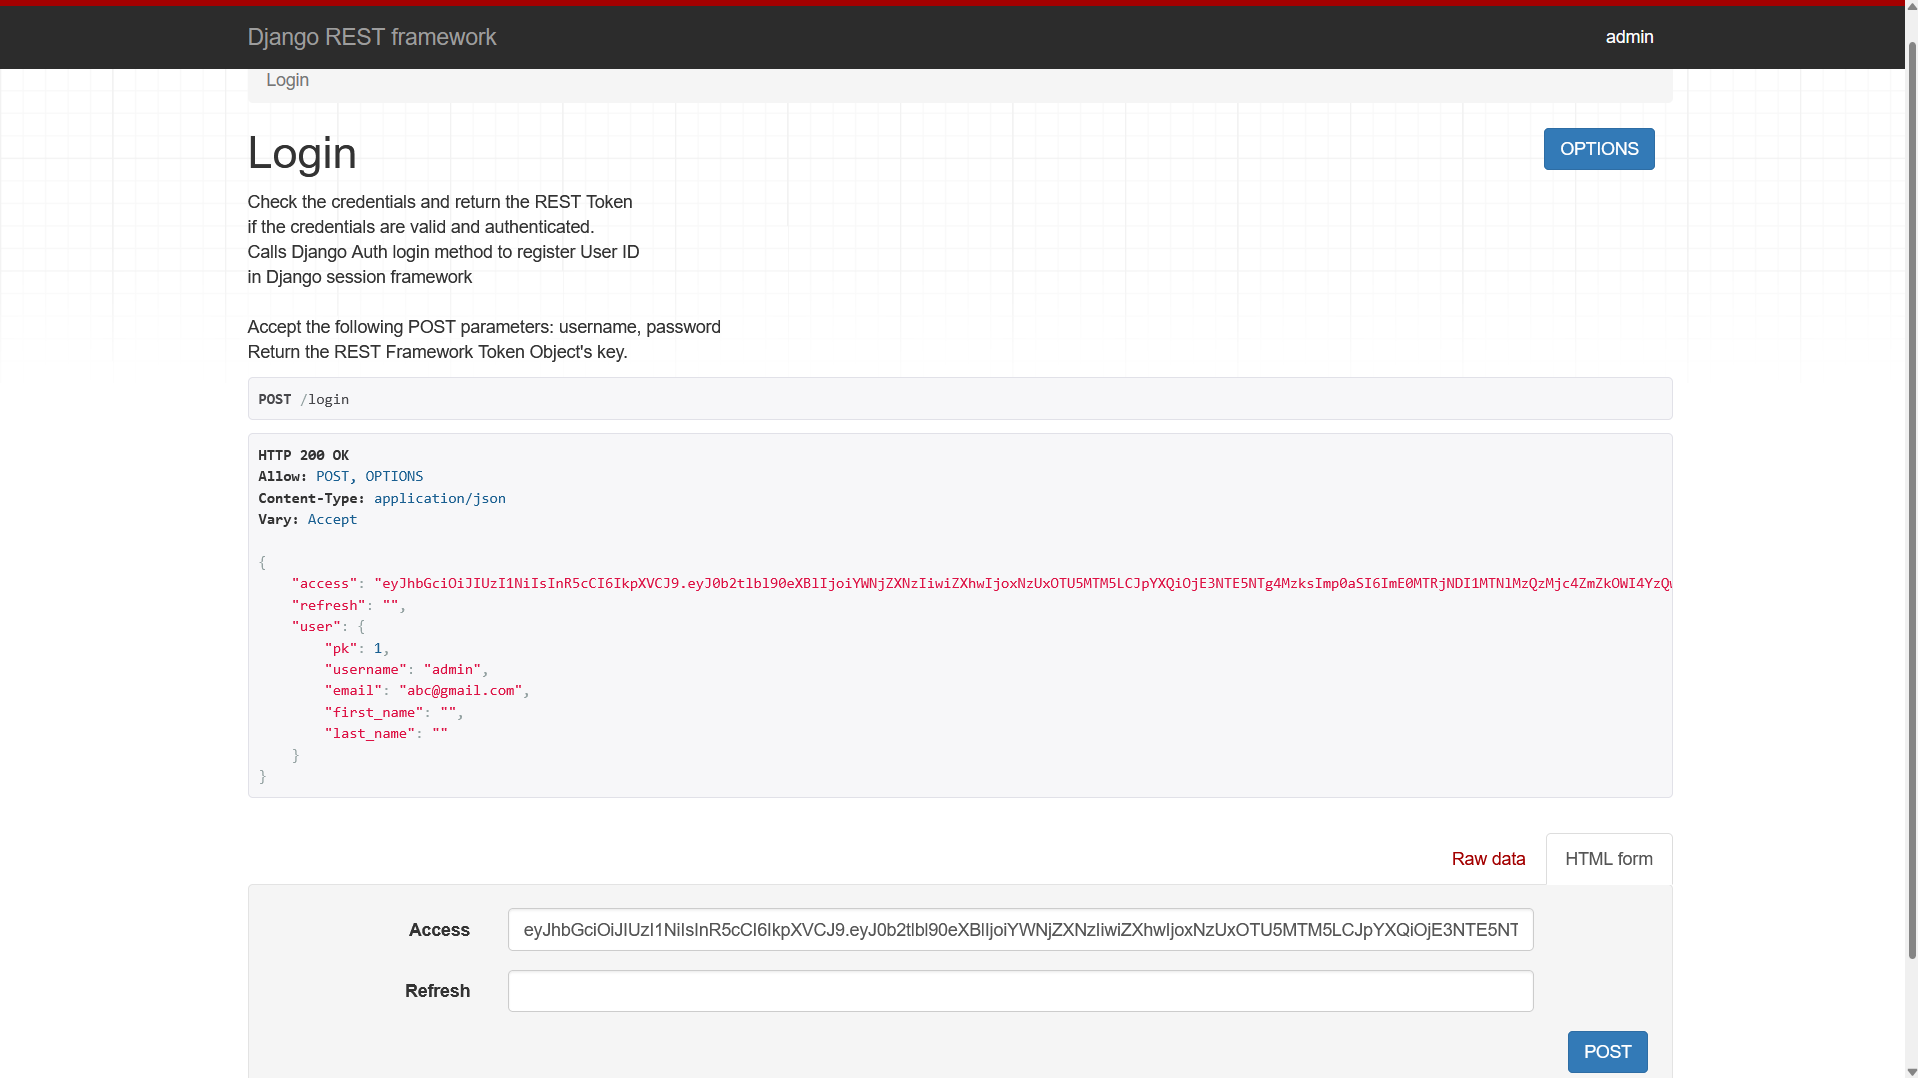 Django REST framework
admin
Login
Login
OPTIONS
Check the credentials and return the REST Token
if the credentials are valid and authenticated.
Calls Django Auth login method to register User ID
in Django session framework
Accept the following POST parameters: username, password
Return the REST Framework Token Object's key.
POST /login
HTTP 200 OK
Allow: POST, OPTIONS
Content-Type: application/json
Vary: Accept
{
"access": "eyJhbGciOiJIUzI1NiIsInR5cCI6IkpXVCJ9.eyJ0b2tlbl90eXBlIjoiYWNjZXNzIiwiZXhwIjoxNzUxOTU5MTM5LCJpYXQiOjE3NTE5NTg4MzksImp0aSI6ImE0MTRjNDI1MTNlMzQzMjc4ZmZkOWI4YzQw
"refresh": "",
"user": {
"pk": 1,
"username": "admin",
"email": "abc@gmail.com",
"first_name": "",
"last_name": ""
}
}
Raw data
HTML form
Access
eyJhbGciOiJIUzI1NiIsInR5cCI6IkpXVCJ9.eyJ0b2tlbl90eXBlIjoiYWNjZXNzIiwiZXhwIjoxNzUxOTU5MTM5LCJpYXQiOjE3NTE5NT
Refresh
POST